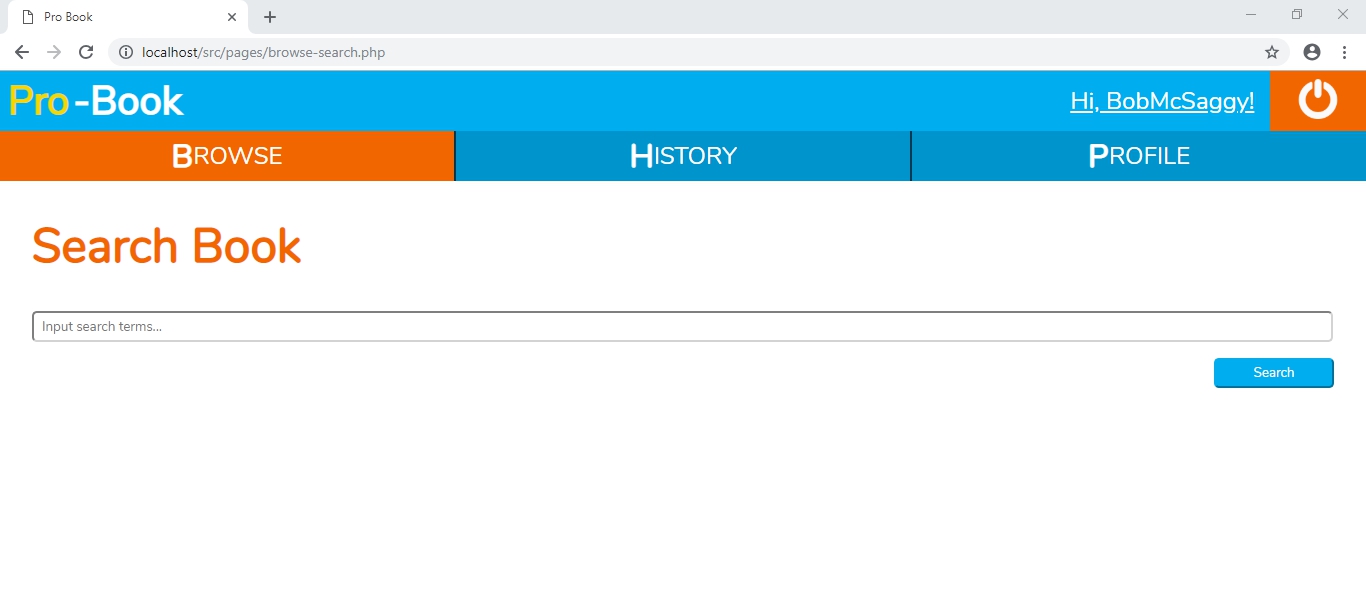 Pro Book
localhost/src/pages/browse-search.php
Pro-Book
Hi, BobMcSaggy!
BROWSE HISTORY PROFILE
Search Book
Input search terms...
Search